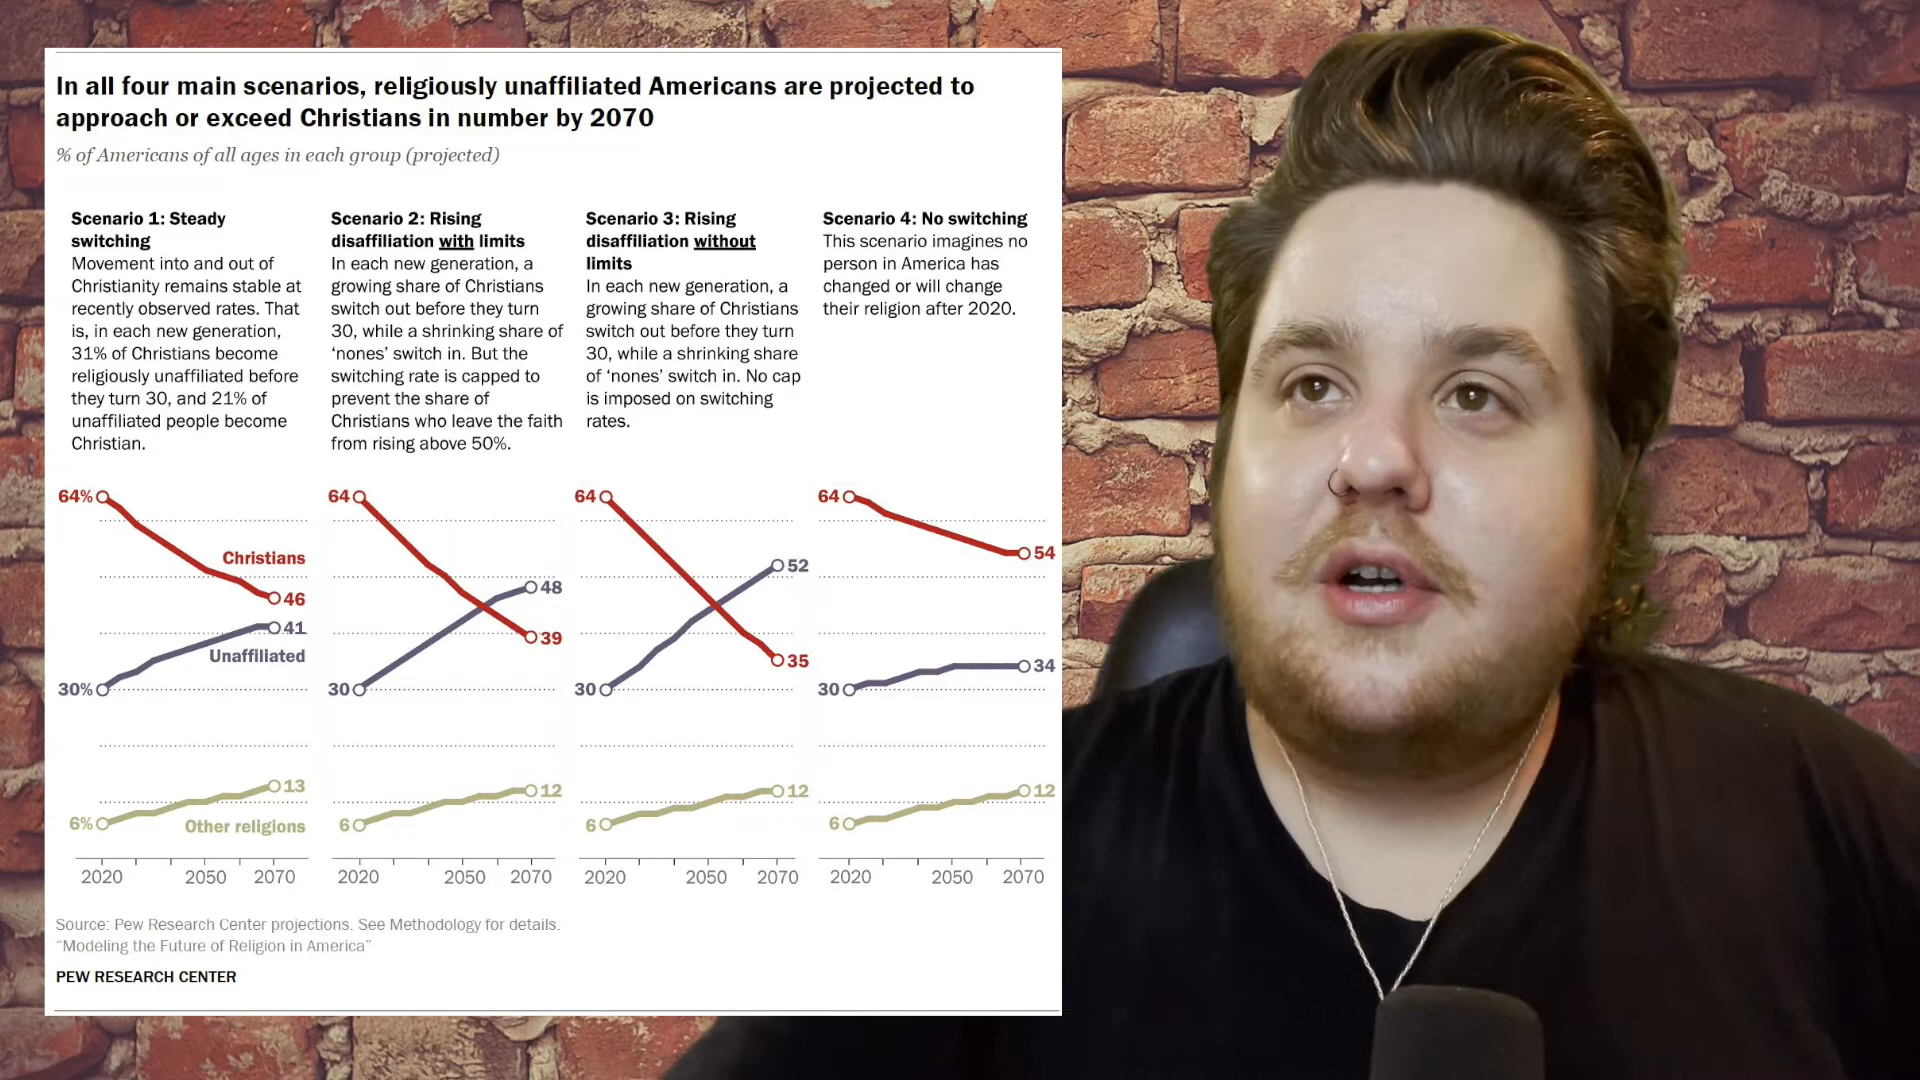 In all four main scenarios, religiously unaffiliated Americans are projected to
approach or exceed Christians in number by 2070
% of Americans of all ages in each group (projected)
Scenario 1: Steady
switching
Movement into and out of
Christianity remains stable at
recently observed rates. That
is, in each new generation,
31% of Christians become
religiously unaffiliated before
they turn 30, and 21% of
unaffiliated people become
Christian.
Scenario 2: Rising
disaffiliation with limits
In each new generation, a
growing share of Christians
switch out before they turn
30, while a shrinking share of
‘nones’ switch in. But the
switching rate is capped to
prevent the share of
Christians who leave the faith
from rising above 50%.
Scenario 3: Rising
disaffiliation without
limits
In each new generation, a
growing share of Christians
switch out before they turn
30, while a shrinking share
of ‘nones’ switch in. No cap
is imposed on switching
rates.
Scenario 4: No switching
This scenario imagines no
person in America has
changed or will change
their religion after 2020.
64%
Christians
46
41
Unaffiliated
30%
13
6%
Other religions
2020 2050 2070
64
48
39
30
12
6
2020 2050 2070
64
52
35
30
12
6
2020 2050 2070
64
54
34
30
12
6
2020 2050 2070
Source: Pew Research Center projections. See Methodology for details.
“Modeling the Future of Religion in America”
PEW RESEARCH CENTER